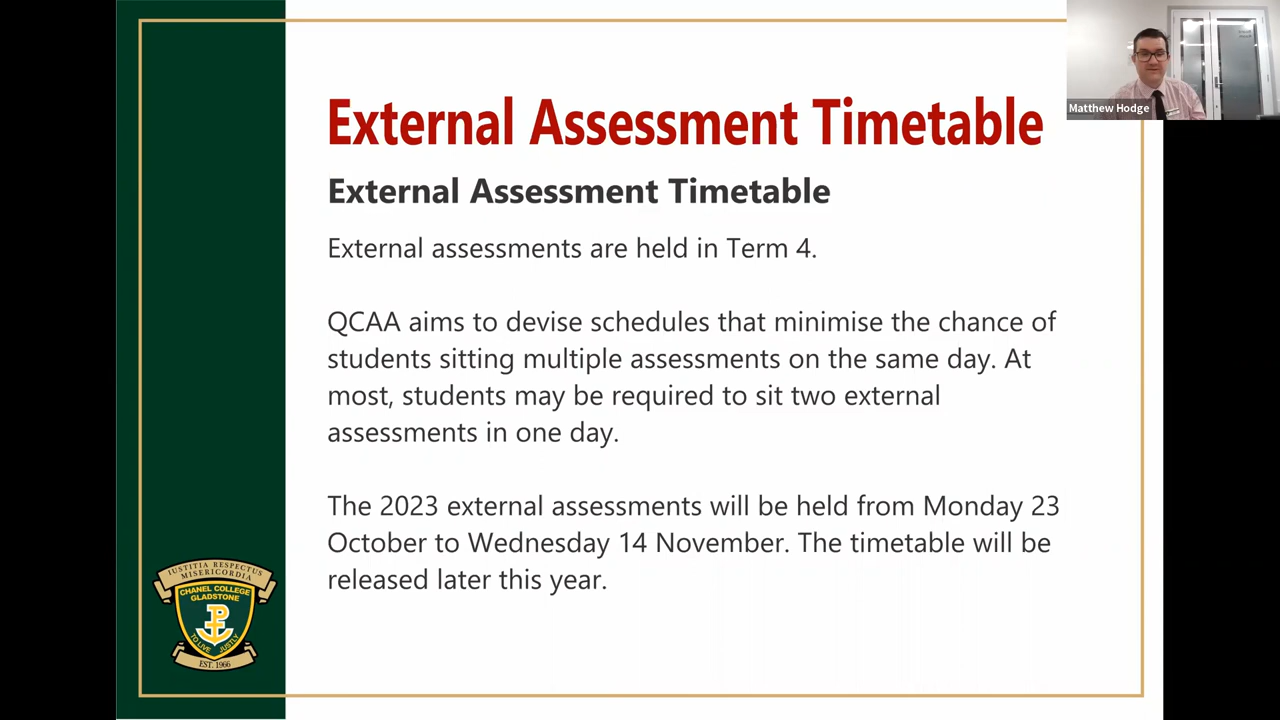 External Assessment Timetable
Matthew Hodge
External Assessment Timetable
External assessments are held in Term 4.
QCAA aims to devise schedules that minimise the chance of
students sitting multiple assessments on the same day. At
most, students may be required to sit two external
assessments in one day.
The 2023 external assessments will be held from Monday 23
October to Wednesday 14 November. The timetable will be
released later this year.
IUSTITIA RESPECTUS
MISERICORDIA
CHANEL COLLEGE
GLADSTONE
TO LIVE JUSTLY
EST. 1966